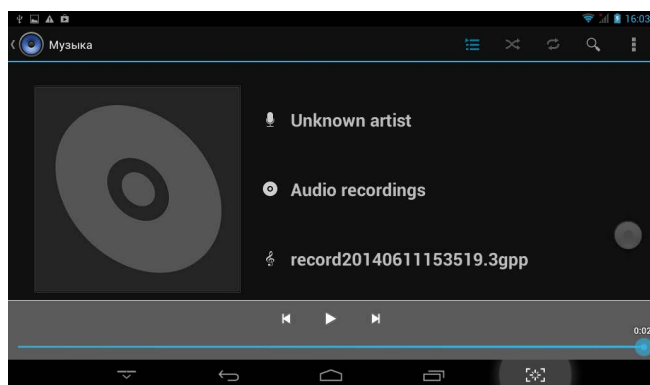 16:03
Музыка
Unknown artist
Audio recordings
record20140611153519.3gpp
0:02